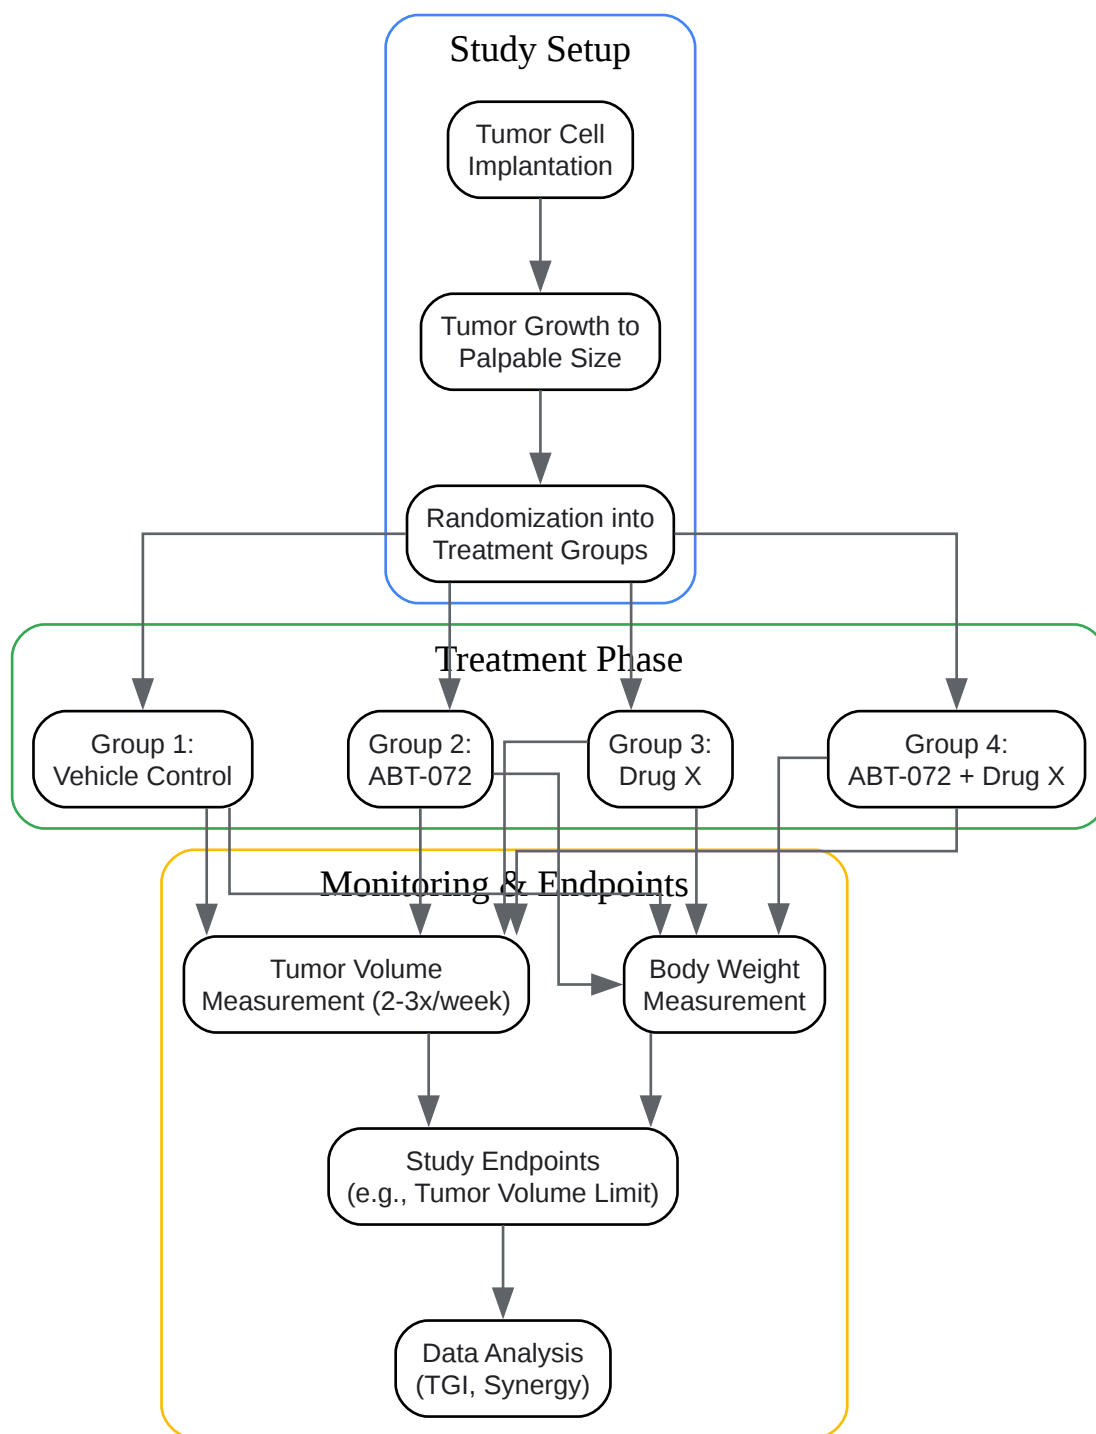 Study Setup
Tumor Cell
Implantation
Tumor Growth to
Palpable Size
Randomization into
Treatment Groups
Treatment Phase
Group 1:
Vehicle Control
Group 2:
ABT-072
Group 3:
Drug X
Group 4:
ABT-072 + Drug X
Monitoring & Endpoints
Tumor Volume
Measurement (2-3x/week)
Body Weight
Measurement
Study Endpoints
(e.g., Tumor Volume Limit)
Data Analysis
(TGI, Synergy)